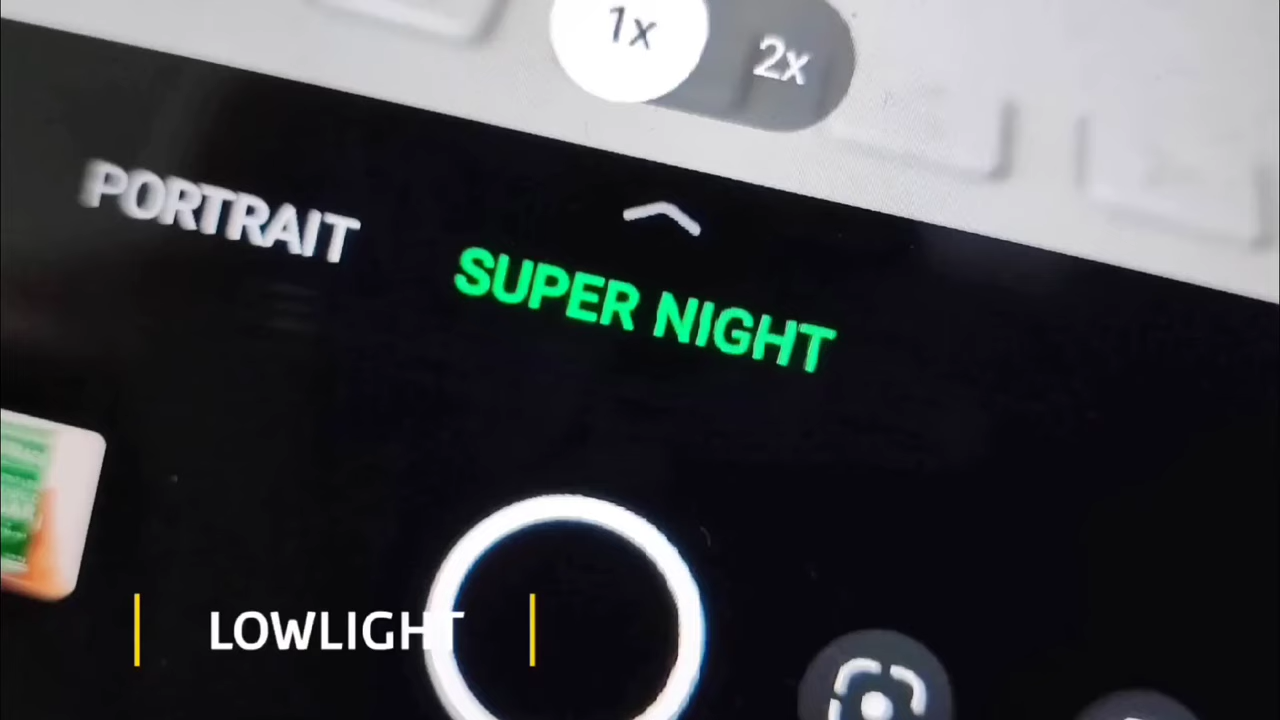 1x
2x
PORTRAIT
SUPER NIGHT
LOWLIGHT